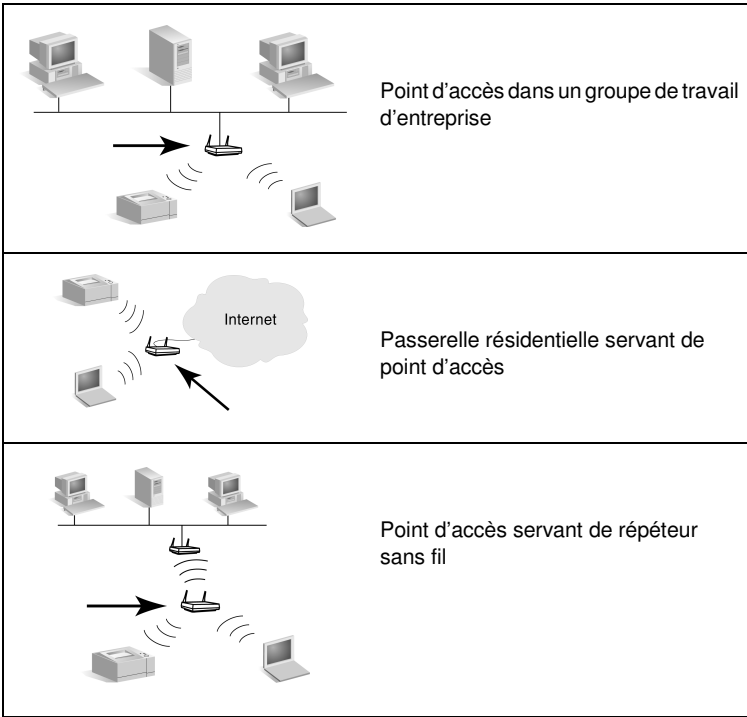 Point d'accès dans un groupe de travail
d'entreprise
Internet
Passerelle résidentielle servant de
point d'accès
Point d'accès servant de répéteur
sans fil